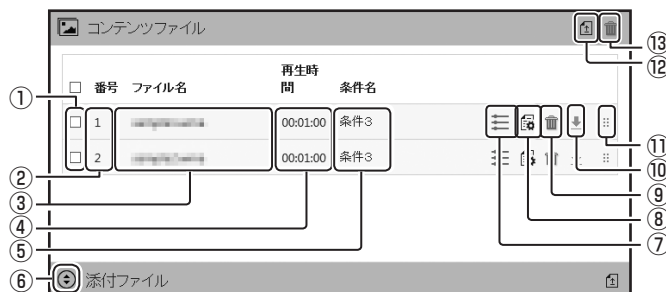 コンテンツファイル
⑬
⑫
再生時
□ 番号 ファイル名 間 条件名
①
1 00:01:00 条件3
⑪
2 00:01:00 条件3
⑩
②
⑨
③
⑧
④
⑦
⑤
⑥ 添付ファイル